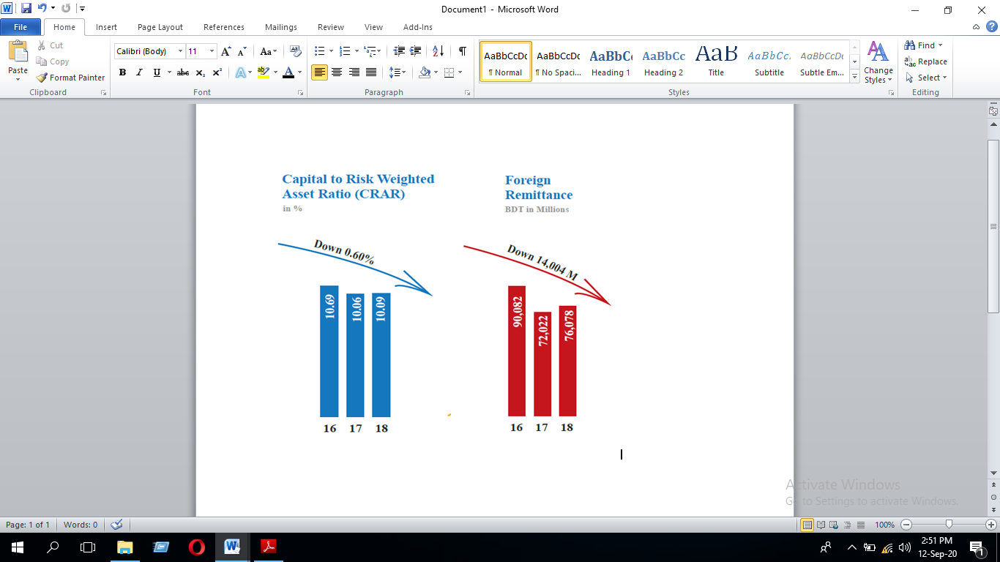 Document1 - Microsoft Word
File Home Insert Page Layout References Mailings Review View Add-Ins
Paste
Cut
Copy
Format Painter
Clipboard
Calibri (Body) 11
Font
Paragraph
AaBbCcDc AaBbCcDc AaBbC AaBbCc AaB AaBbCc. AaBbCcDc
¶ Normal ¶ No Spaci... Heading 1 Heading 2 Title Subtitle Subtle Em...
Change
Styles
Styles
Find
Replace
Select
Editing
Capital to Risk Weighted
Asset Ratio (CRAR)
in %
Down 0.60%
10.69 10.06 10.09
16 17 18
Foreign
Remittance
BDT in Millions
Down 14,004 M
90,082 72,022 76,078
16 17 18
Activate Windows
Go to Settings to activate Windows.
Page: 1 of 1 Words: 0 100%
2:51 PM
12-Sep-20
1